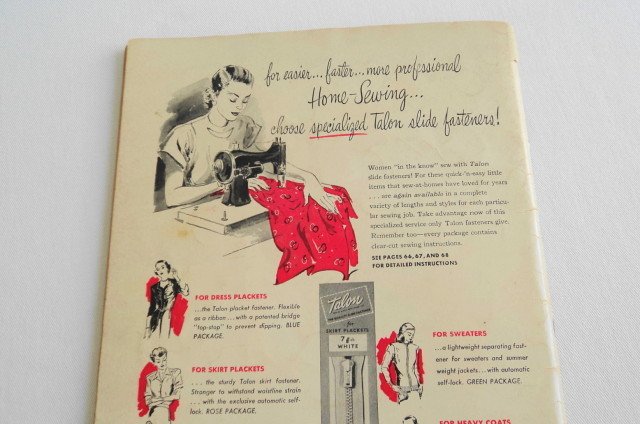 for easier... faster... more professional
Home-Sewing...
choose specialized Talon slide fasteners!
Women "in the know" sew with Talon
slide fasteners! For these quick-'n-easy little
items that sew-at-homes have loved for years
... are again available in a complete
variety of lengths and styles for each particu-
lar sewing job. Take advantage now of this
specialized service only Talon fasteners give.
Remember too—every package contains
clear-cut sewing instructions.
SEE PAGES 66, 67, AND 68
FOR DETAILED INSTRUCTIONS
FOR DRESS PLACKETS
...the Talon placket fastener. Flexible
as a ribbon...with a patented bridge
"top-stop" to prevent slipping. BLUE
PACKAGE.
FOR SKIRT PLACKETS
...the sturdy Talon skirt fastener.
Stronger to withstand waistline strain
...with the exclusive automatic self-
lock. ROSE PACKAGE.
Talon
for
SKIRT PLACKETS
7 in
WHITE
FOR SWEATERS
...a lightweight separating fast-
ener for sweaters and summer
weight jackets...with automatic
self-lock. GREEN PACKAGE.
FOR HEAVY COATS